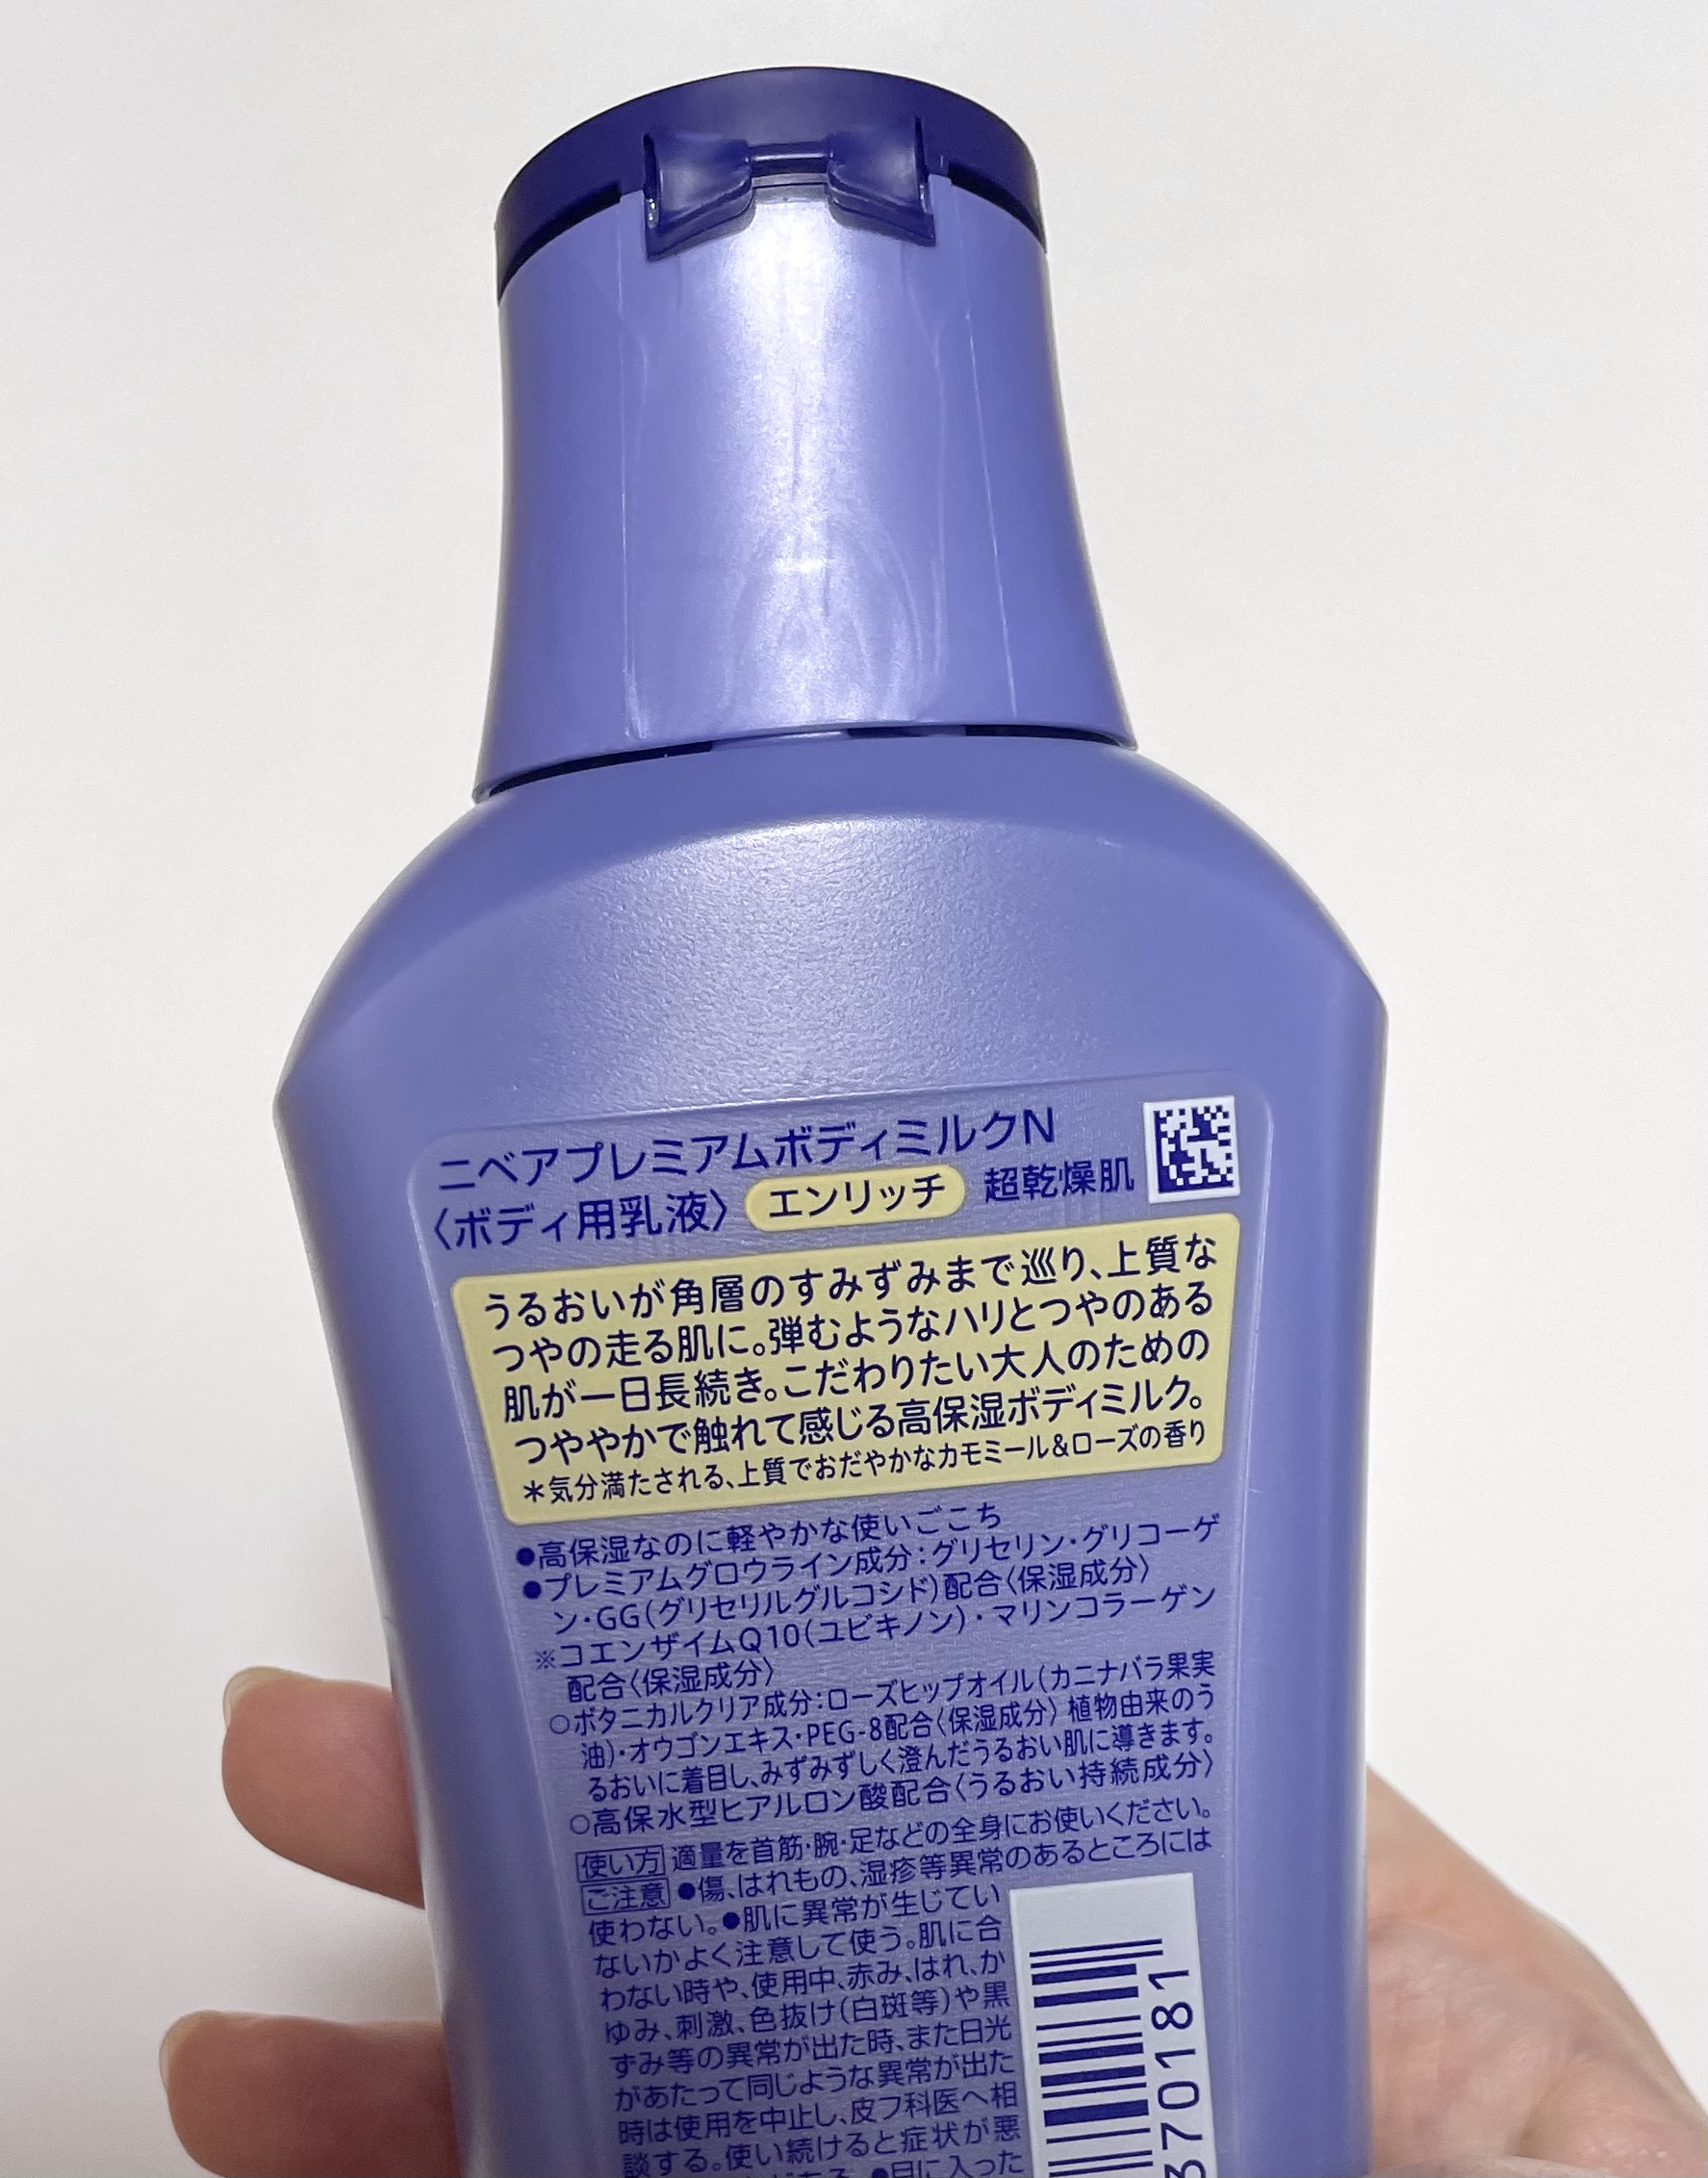 ニベアプレミアムボディミルクN
〈ボディ用乳液〉 エンリッチ 超乾燥肌
うるおいが角層のすみずみまで巡り、上質な
つやの走る肌に。弾むようなハリとつやのある
肌が一日長続き。こだわりたい大人のための
つややかで触れて感じる高保湿ボディミルク。
＊気分満たされる、上質でおだやかなカモミール&ローズの香り
●高保湿なのに軽やかな使いごこち
●プレミアムグロウライン成分：グリセリン・グリコーゲ
ン・GG(グリセリルグルコシド)配合〈保湿成分〉
※コエンザイムQ10(ユビキノン)・マリンコラーゲン
配合〈保湿成分〉
○ボタニカルクリア成分：ローズヒップオイル(カニナバラ果実
油)・オウゴンエキス・PEG-8配合〈保湿成分〉 植物由来のう
るおいに着目し、みずみずしく澄んだうるおい肌に導きます。
○高保水型ヒアルロン酸配合〈うるおい持続成分〉
使い方 適量を首筋・腕・足などの全身にお使いください。
ご注意 ●傷、はれもの、湿疹等異常のあるところには
使わない。●肌に異常が生じてい
ないかよく注意して使う。肌に合
わない時や、使用中、赤み、はれ、か
ゆみ、刺激、色抜け(白斑等)や黒
ずみ等の異常が出た時、また日光
があたって同じような異常が出た
時は使用を中止し、皮フ科医へ相
談する。使い続けると症状が悪
●目に入った
370181